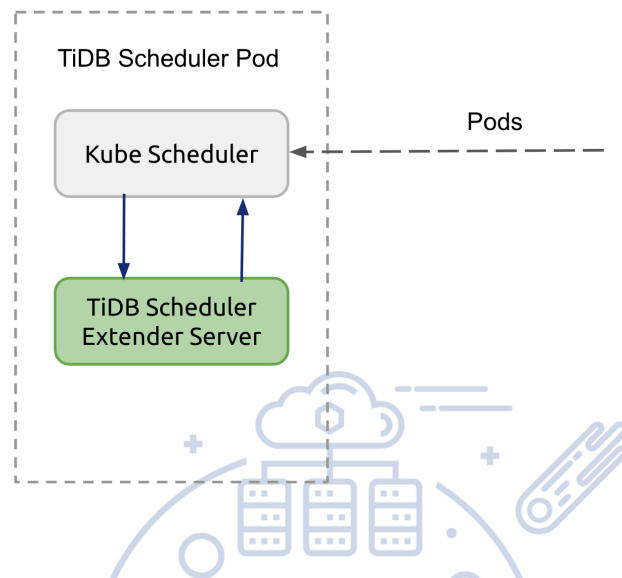 TiDB Scheduler Pod
Pods
Kube Scheduler
TiDB Scheduler
Extender Server